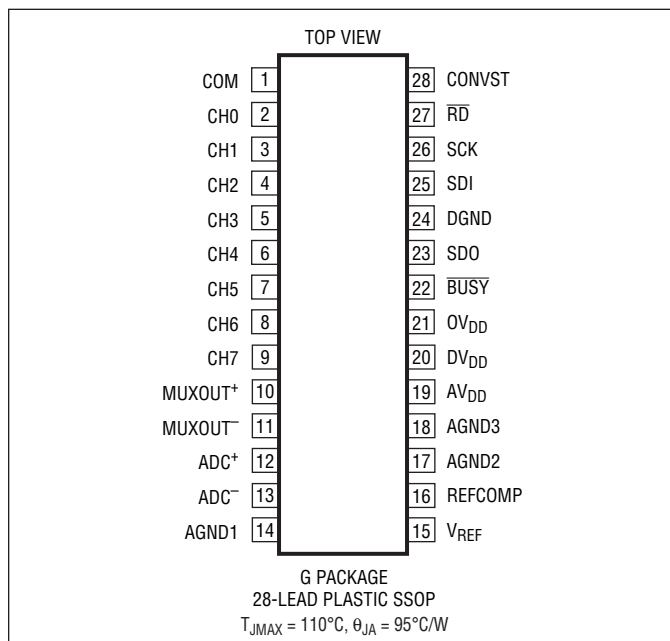 TOP VIEW
COM 1 28 CONVST
CH0 2 27 R̅D̅
CH1 3 26 SCK
CH2 4 25 SDI
CH3 5 24 DGND
CH4 6 23 SDO
CH5 7 22 B̅U̅S̅Y̅
CH6 8 21 OVDD
CH7 9 20 DVDD
MUXOUT+ 10 19 AVDD
MUXOUT– 11 18 AGND3
ADC+ 12 17 AGND2
ADC– 13 16 REFCOMP
AGND1 14 15 VREF
G PACKAGE
28-LEAD PLASTIC SSOP
TJMAX = 110°C, θJA = 95°C/W